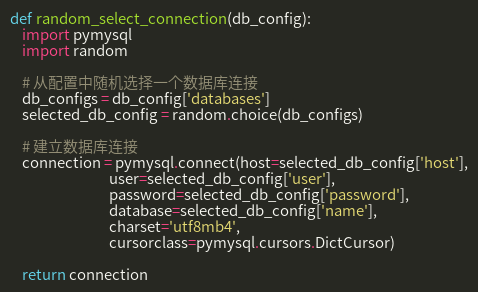 def random_select_connection(db_config):
import pymysql
import random
# 从配置中随机选择一个数据库连接
db_configs = db_config['databases']
selected_db_config = random.choice(db_configs)
# 建立数据库连接
connection = pymysql.connect(host=selected_db_config['host'],
user=selected_db_config['user'],
password=selected_db_config['password'],
database=selected_db_config['name'],
charset='utf8mb4',
cursorclass=pymysql.cursors.DictCursor)
return connection